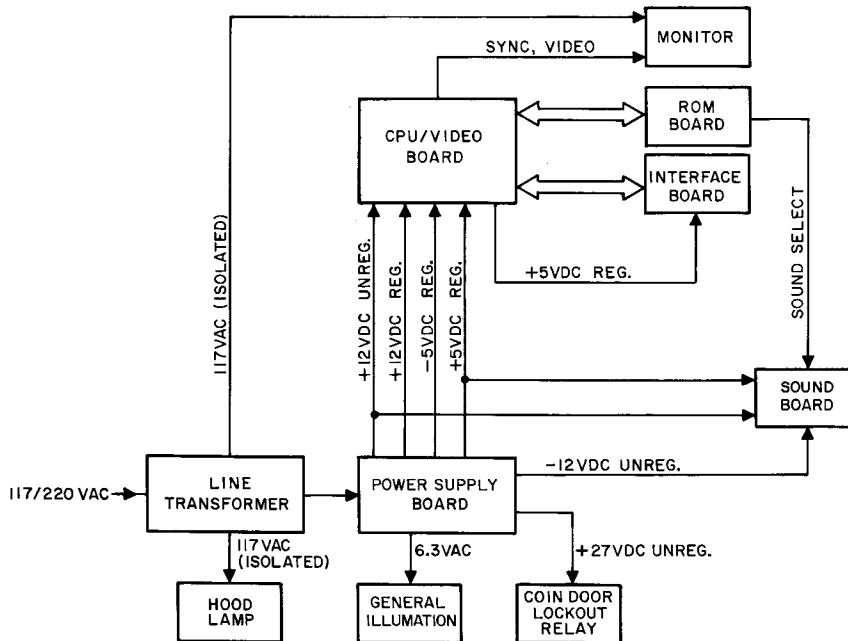 MONITOR
SYNC, VIDEO
ROM
BOARD
CPU/VIDEO
BOARD
INTERFACE
BOARD
+5VDC REG.
SOUND SELECT
117VAC (ISOLATED)
+12VDC UNREG.
+12VDC REG.
-5VDC REG.
+5VDC REG.
SOUND
BOARD
-12VDC UNREG.
117/220 VAC
LINE
TRANSFORMER
POWER SUPPLY
BOARD
117VAC
(ISOLATED)
6.3VAC
+27VDC UNREG.
HOOD
LAMP
GENERAL
ILLUMATION
COIN DOOR
LOCKOUT
RELAY